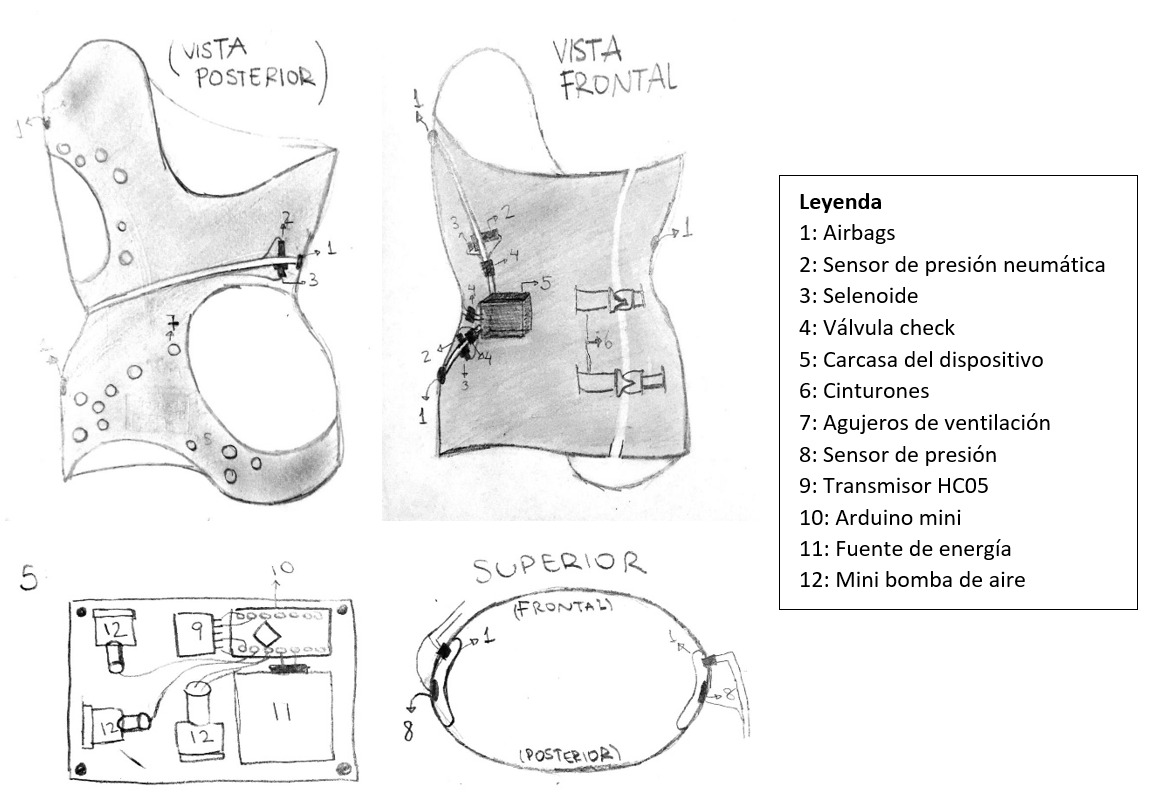 (VISTA
POSTERIOR)
1
2
1
3
7
5
VISTA
FRONTAL
1
2
3
4
1
5
4
6
2
4
3
1
Leyenda
1: Airbags
2: Sensor de presión neumática
3: Selenoide
4: Válvula check
5: Carcasa del dispositivo
6: Cinturones
7: Agujeros de ventilación
8: Sensor de presión
9: Transmisor HC05
10: Arduino mini
11: Fuente de energía
12: Mini bomba de aire
5
10
12
9
11
12
12
SUPERIOR
(FRONTAL)
1
1
8
8
(POSTERIOR)